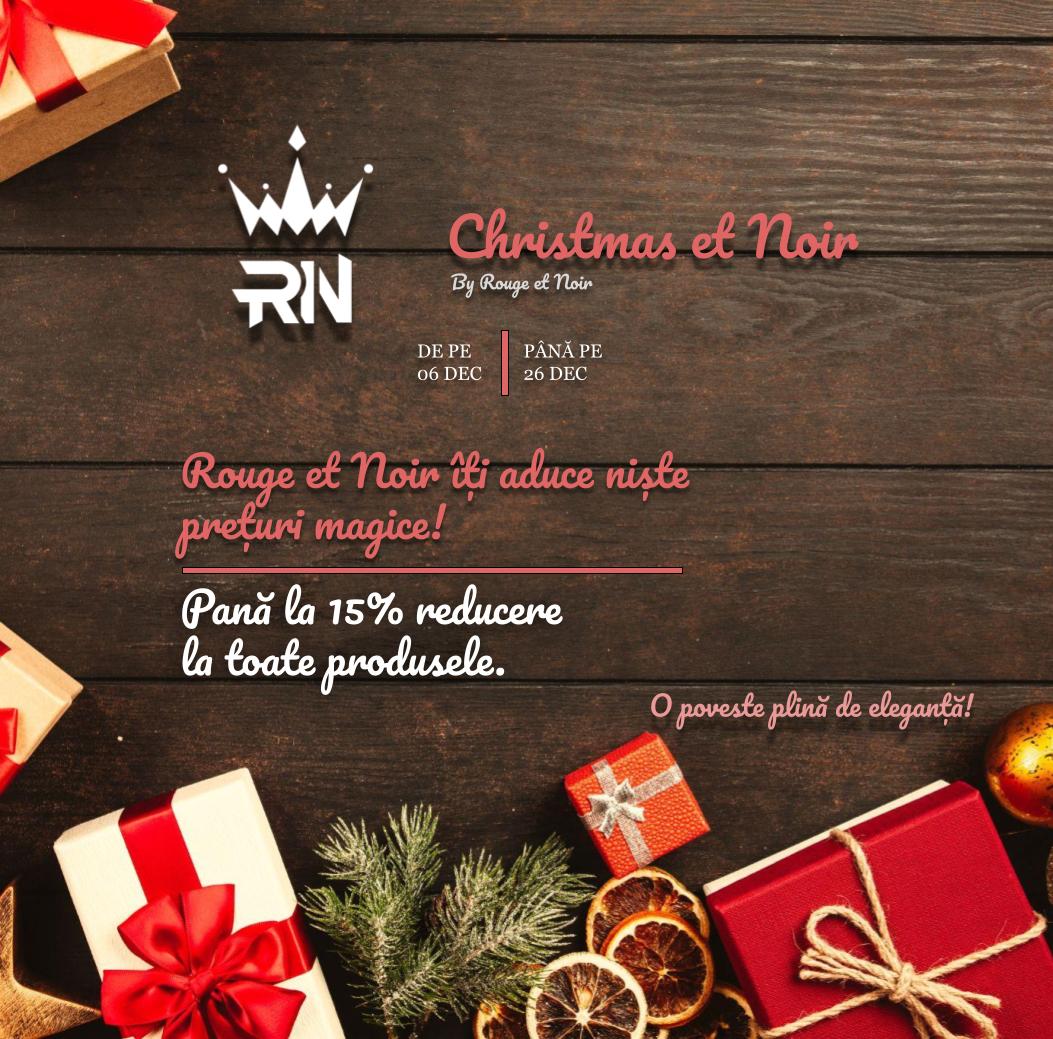 RN
Christmas et Noir
By Rouge et Noir
DE PE
06 DEC
PÂNĂ PE
26 DEC
Rouge et Noir îți aduce niște
prețuri magice!
Pană la 15% reducere
la toate produsele.
O poveste plină de eleganță!